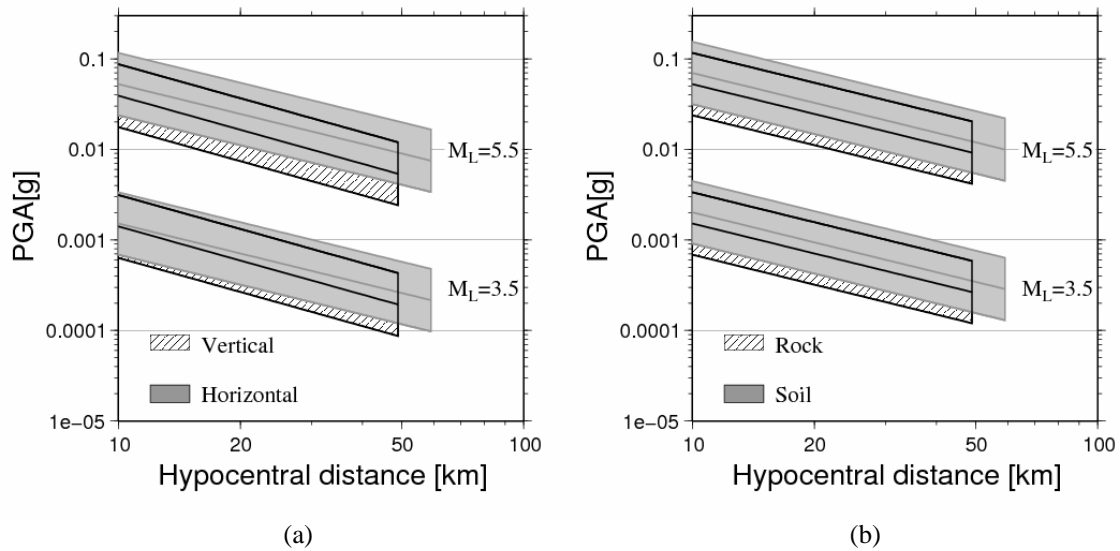 0.1
0.01
0.001
0.0001
1e-05
PGA[g]
M_L=5.5
M_L=3.5
Vertical
Horizontal
10 20 50 100
Hypocentral distance [km]
(a)
0.1
0.01
0.001
0.0001
1e-05
PGA[g]
M_L=5.5
M_L=3.5
Rock
Soil
10 20 50 100
Hypocentral distance [km]
(b)